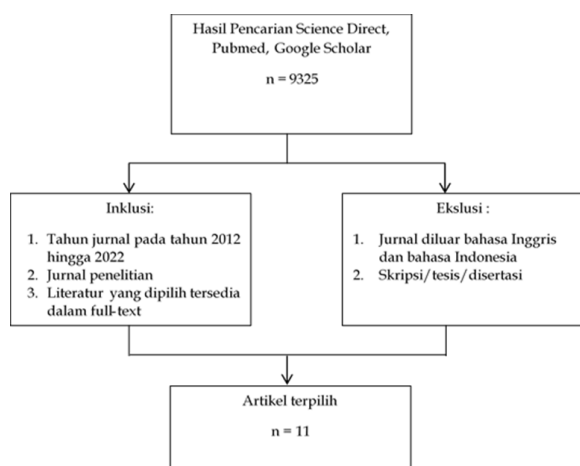 Hasil Pencarian Science Direct,
Pubmed, Google Scholar
n = 9325
Inklusi:
1. Tahun jurnal pada tahun 2012
hingga 2022
2. Jurnal penelitian
3. Literatur yang dipilih tersedia
dalam full-text
Ekslusi :
1. Jurnal diluar bahasa Inggris
dan bahasa Indonesia
2. Skripsi/tesis/disertasi
Artikel terpilih
n = 11